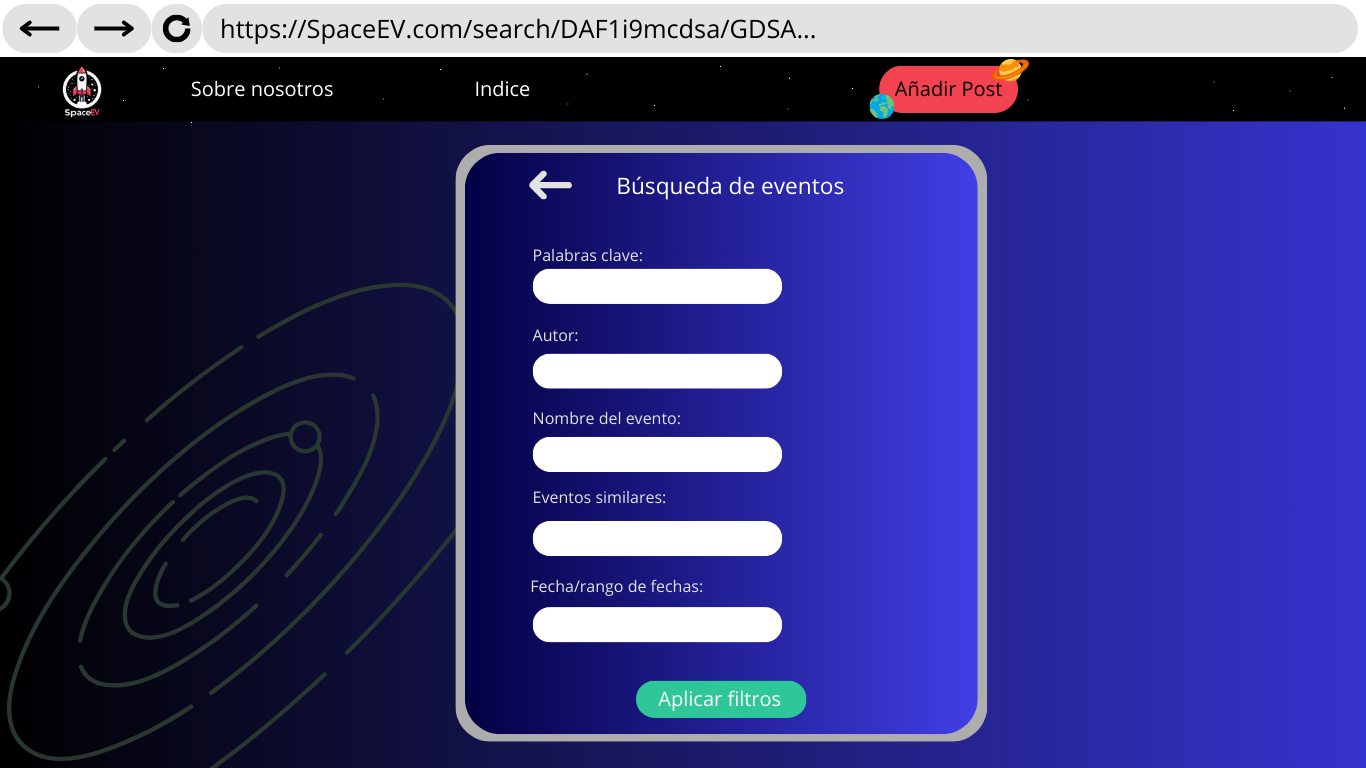 https://SpaceEV.com/search/DAF1i9mcdsa/GDSA...
SpaceEV
Sobre nosotros
Indice
Añadir Post
Búsqueda de eventos
Palabras clave:
Autor:
Nombre del evento:
Eventos similares:
Fecha/rango de fechas:
Aplicar filtros